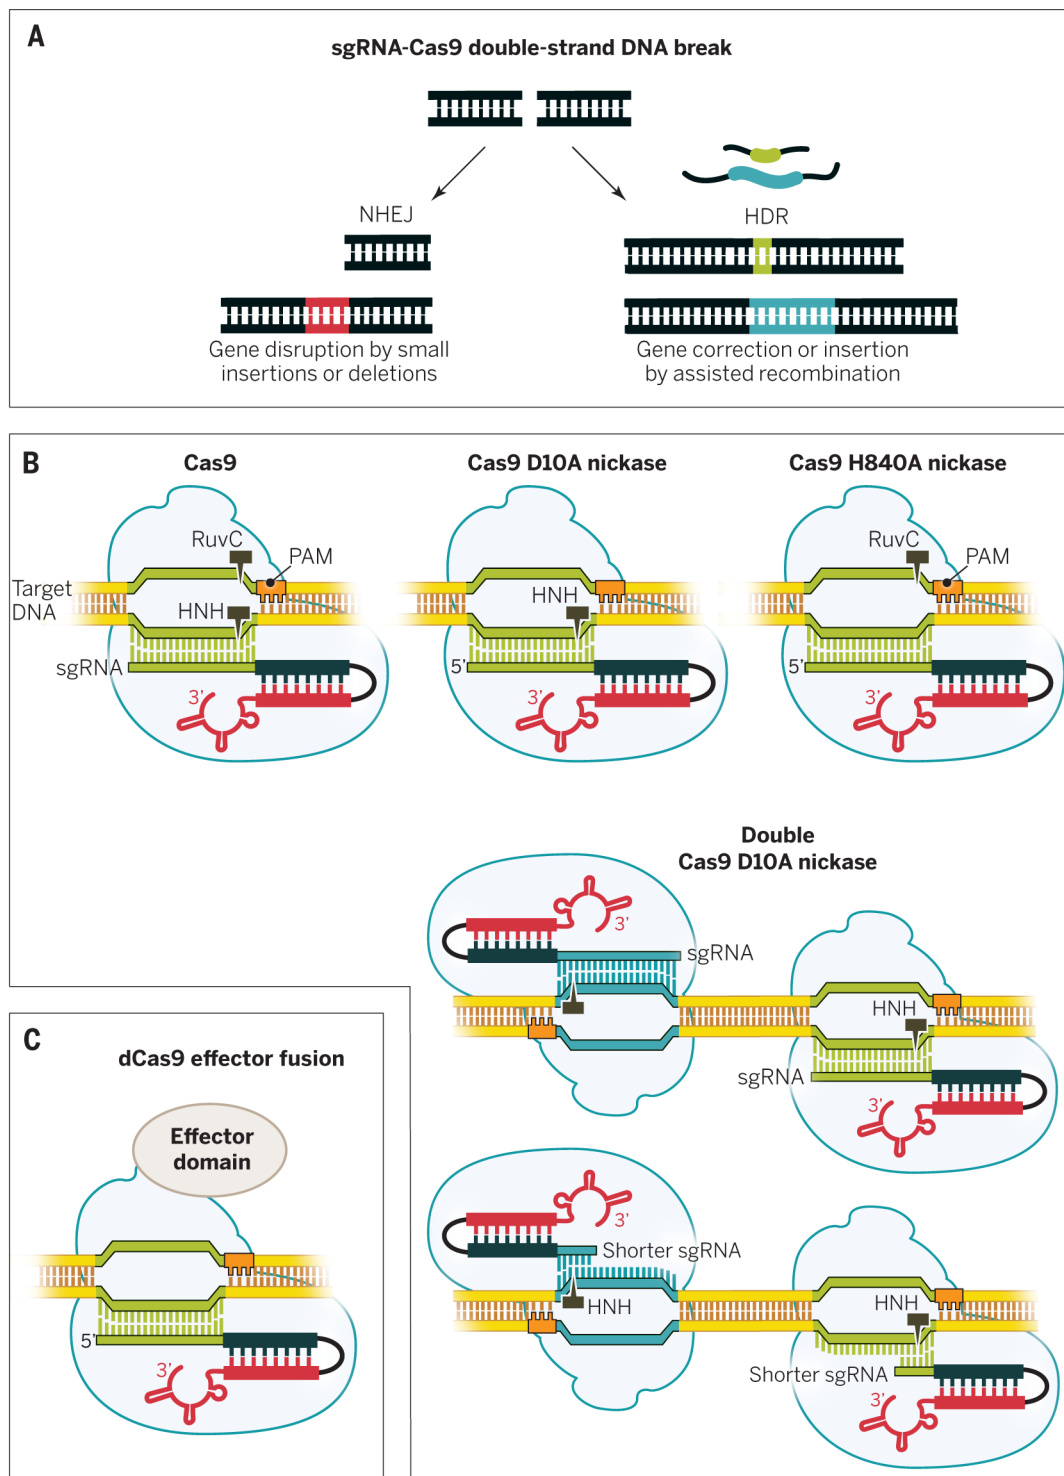 A
sgRNA-Cas9 double-strand DNA break
NHEJ
HDR
Gene disruption by small
insertions or deletions
Gene correction or insertion
by assisted recombination
B
Cas9
Cas9 D10A nickase
Cas9 H840A nickase
RuvC
PAM
Target
DNA
HNH
sgRNA
3'
HNH
5'
3'
RuvC
PAM
5'
3'
Double
Cas9 D10A nickase
3'
sgRNA
HNH
sgRNA
3'
3'
Shorter sgRNA
HNH
HNH
Shorter sgRNA
3'
C
dCas9 effector fusion
Effector
domain
5'
3'